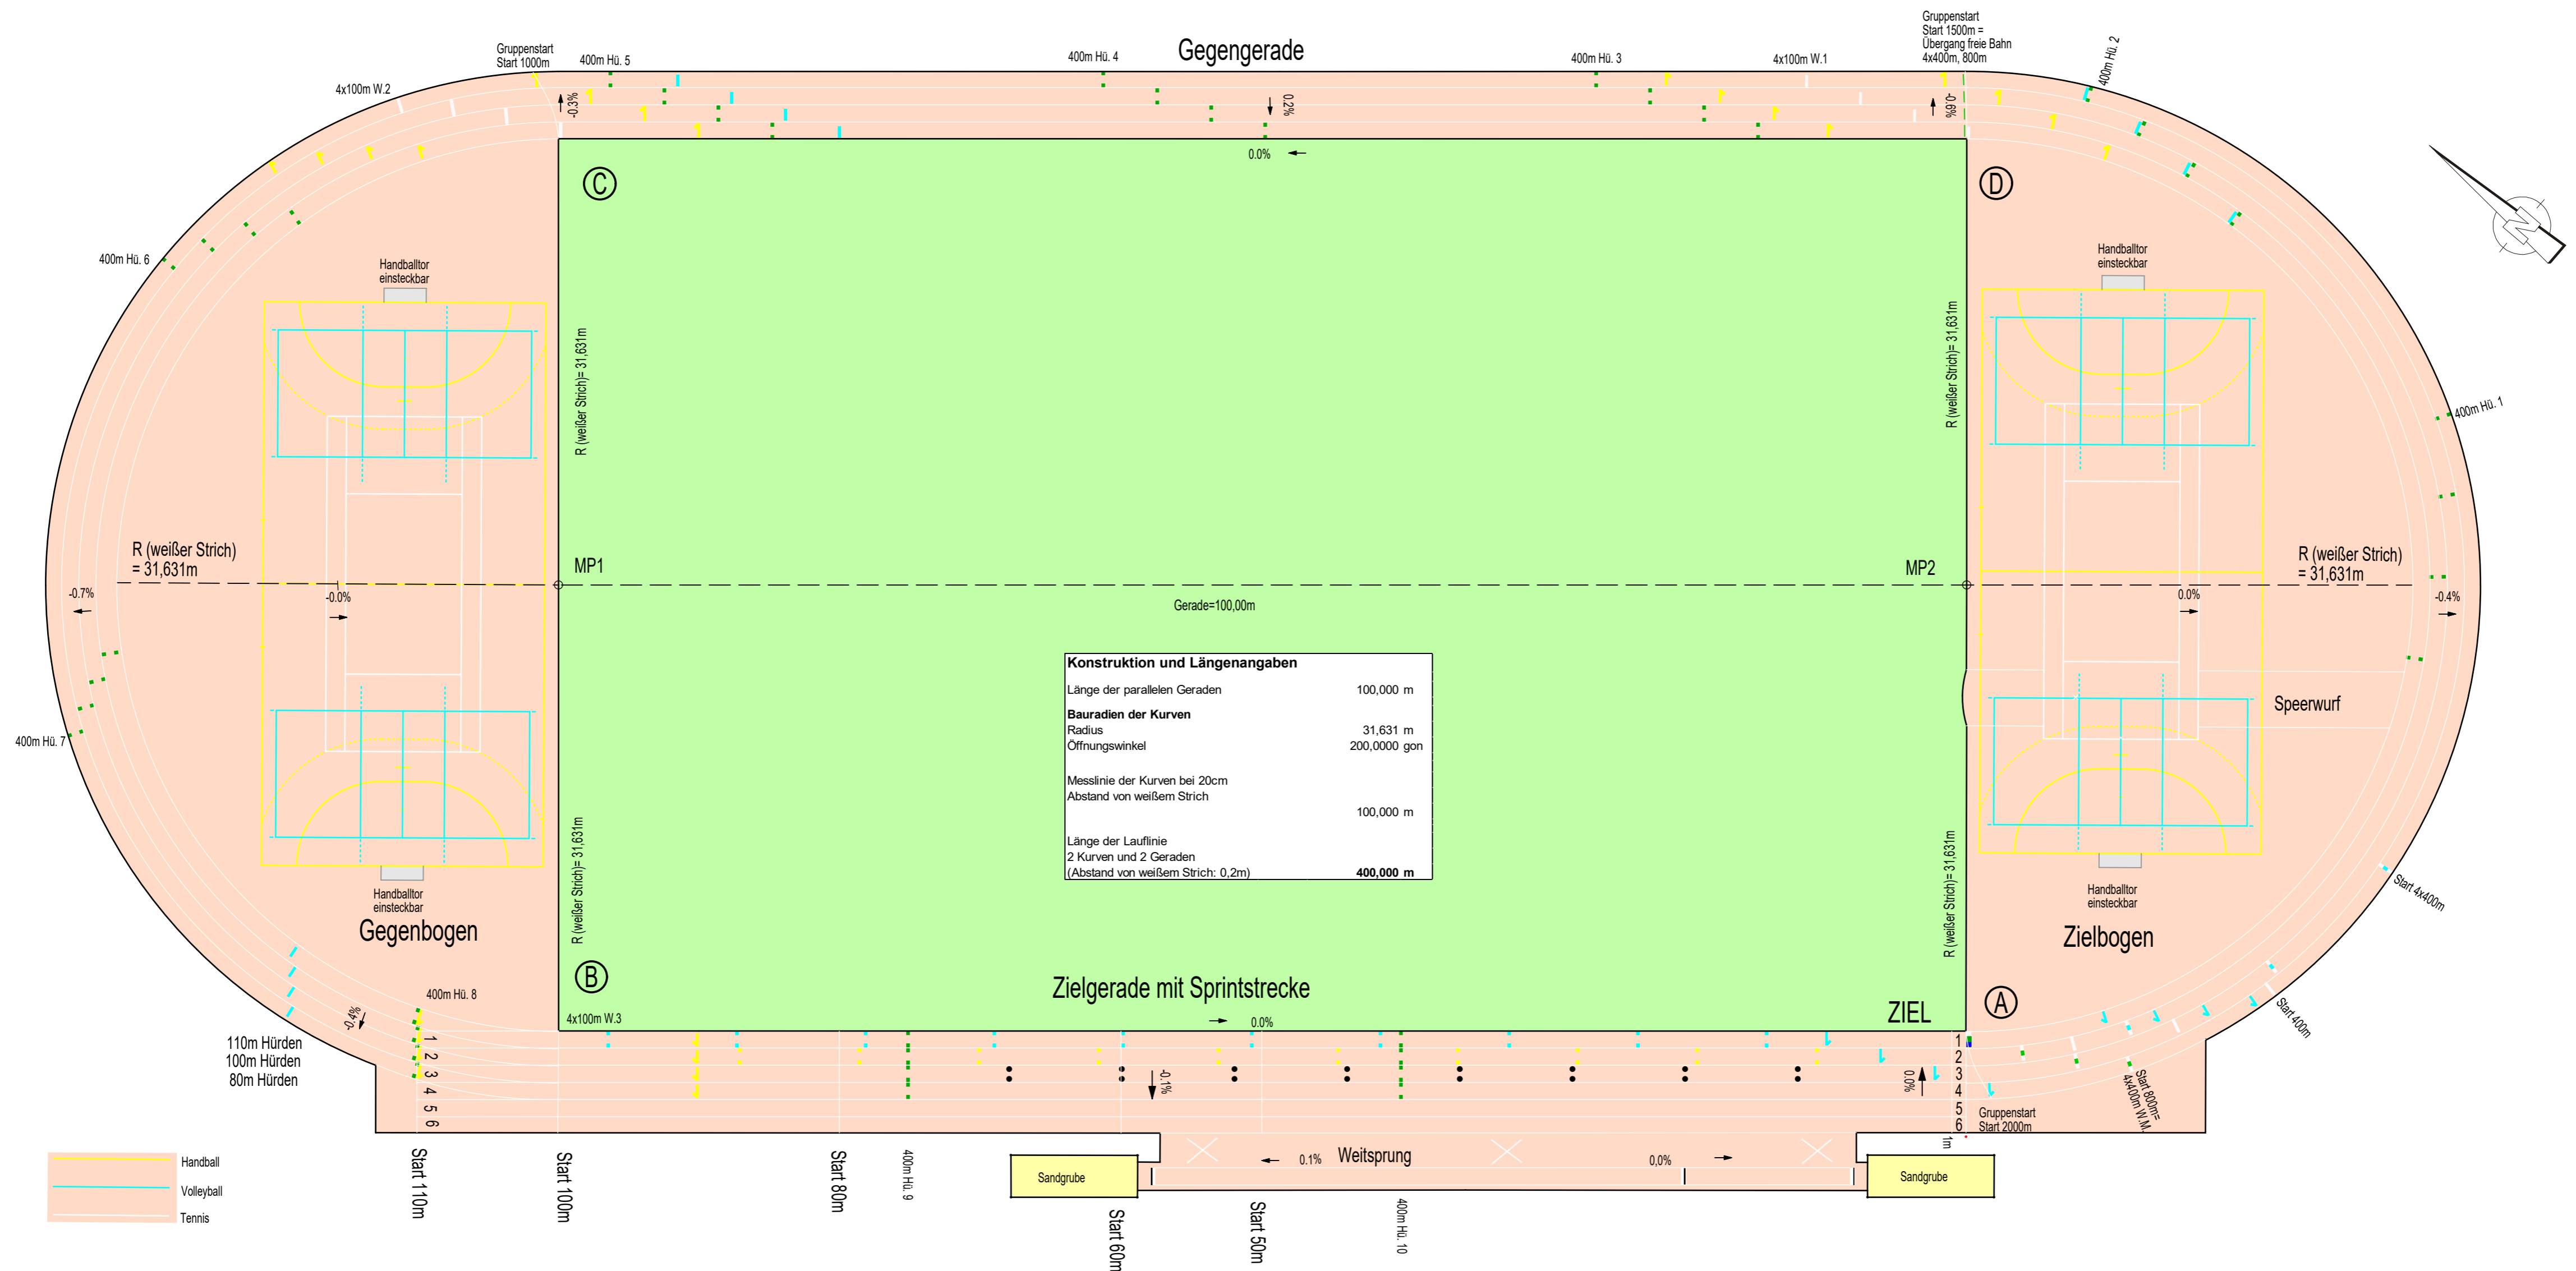 Gruppenstart
Start 1500m =
Übergang freie Bahn
4x400m, 800m
Gruppenstart
Start 1000m
400m Hü. 5
400m Hü. 4
Gegengerade
400m Hü. 3
4x100m W.1
400m Hü. 2
4x100m W.2
-0.3%
0.2%
-0.6%
0.0%
C
D
N
400m Hü. 6
Handballtor
einsteckbar
Handballtor
einsteckbar
R (weißer Strich)= 31,631m
R (weißer Strich)= 31,631m
400m Hü. 1
R (weißer Strich)
= 31,631m
MP1
MP2
R (weißer Strich)
= 31,631m
-0.7%
-0.0%
Gerade=100,00m
0.0%
-0.4%
Konstruktion und Längenangaben
Länge der parallelen Geraden 100,000 m
Bauradien der Kurven
Radius 31,631 m
Öffnungswinkel 200,0000 gon
Messlinie der Kurven bei 20cm
Abstand von weißem Strich
100,000 m
Länge der Lauflinie
2 Kurven und 2 Geraden
(Abstand von weißem Strich: 0,2m) 400,000 m
Speerwurf
400m Hü. 7
R (weißer Strich)= 31,631m
R (weißer Strich)= 31,631m
Handballtor
einsteckbar
Handballtor
einsteckbar
Start 4x400m
Gegenbogen
Zielbogen
B
Zielgerade mit Sprintstrecke
ZIEL
A
400m Hü. 8
4x100m W.3
0.0%
Start 400m
-0.4%
110m Hürden
100m Hürden
80m Hürden
1
2
3
4
5
6
-0.1%
0.0%
1
2
3
4
5
6
Start 800m=
4x400m W.M.
Gruppenstart
Start 2000m
1m
Handball
Volleyball
Tennis
Start 110m
Start 100m
Start 80m
400m Hü. 9
Sandgrube
0.1%
Weitsprung
0,0%
Sandgrube
Start 60m
Start 50m
400m Hü. 10